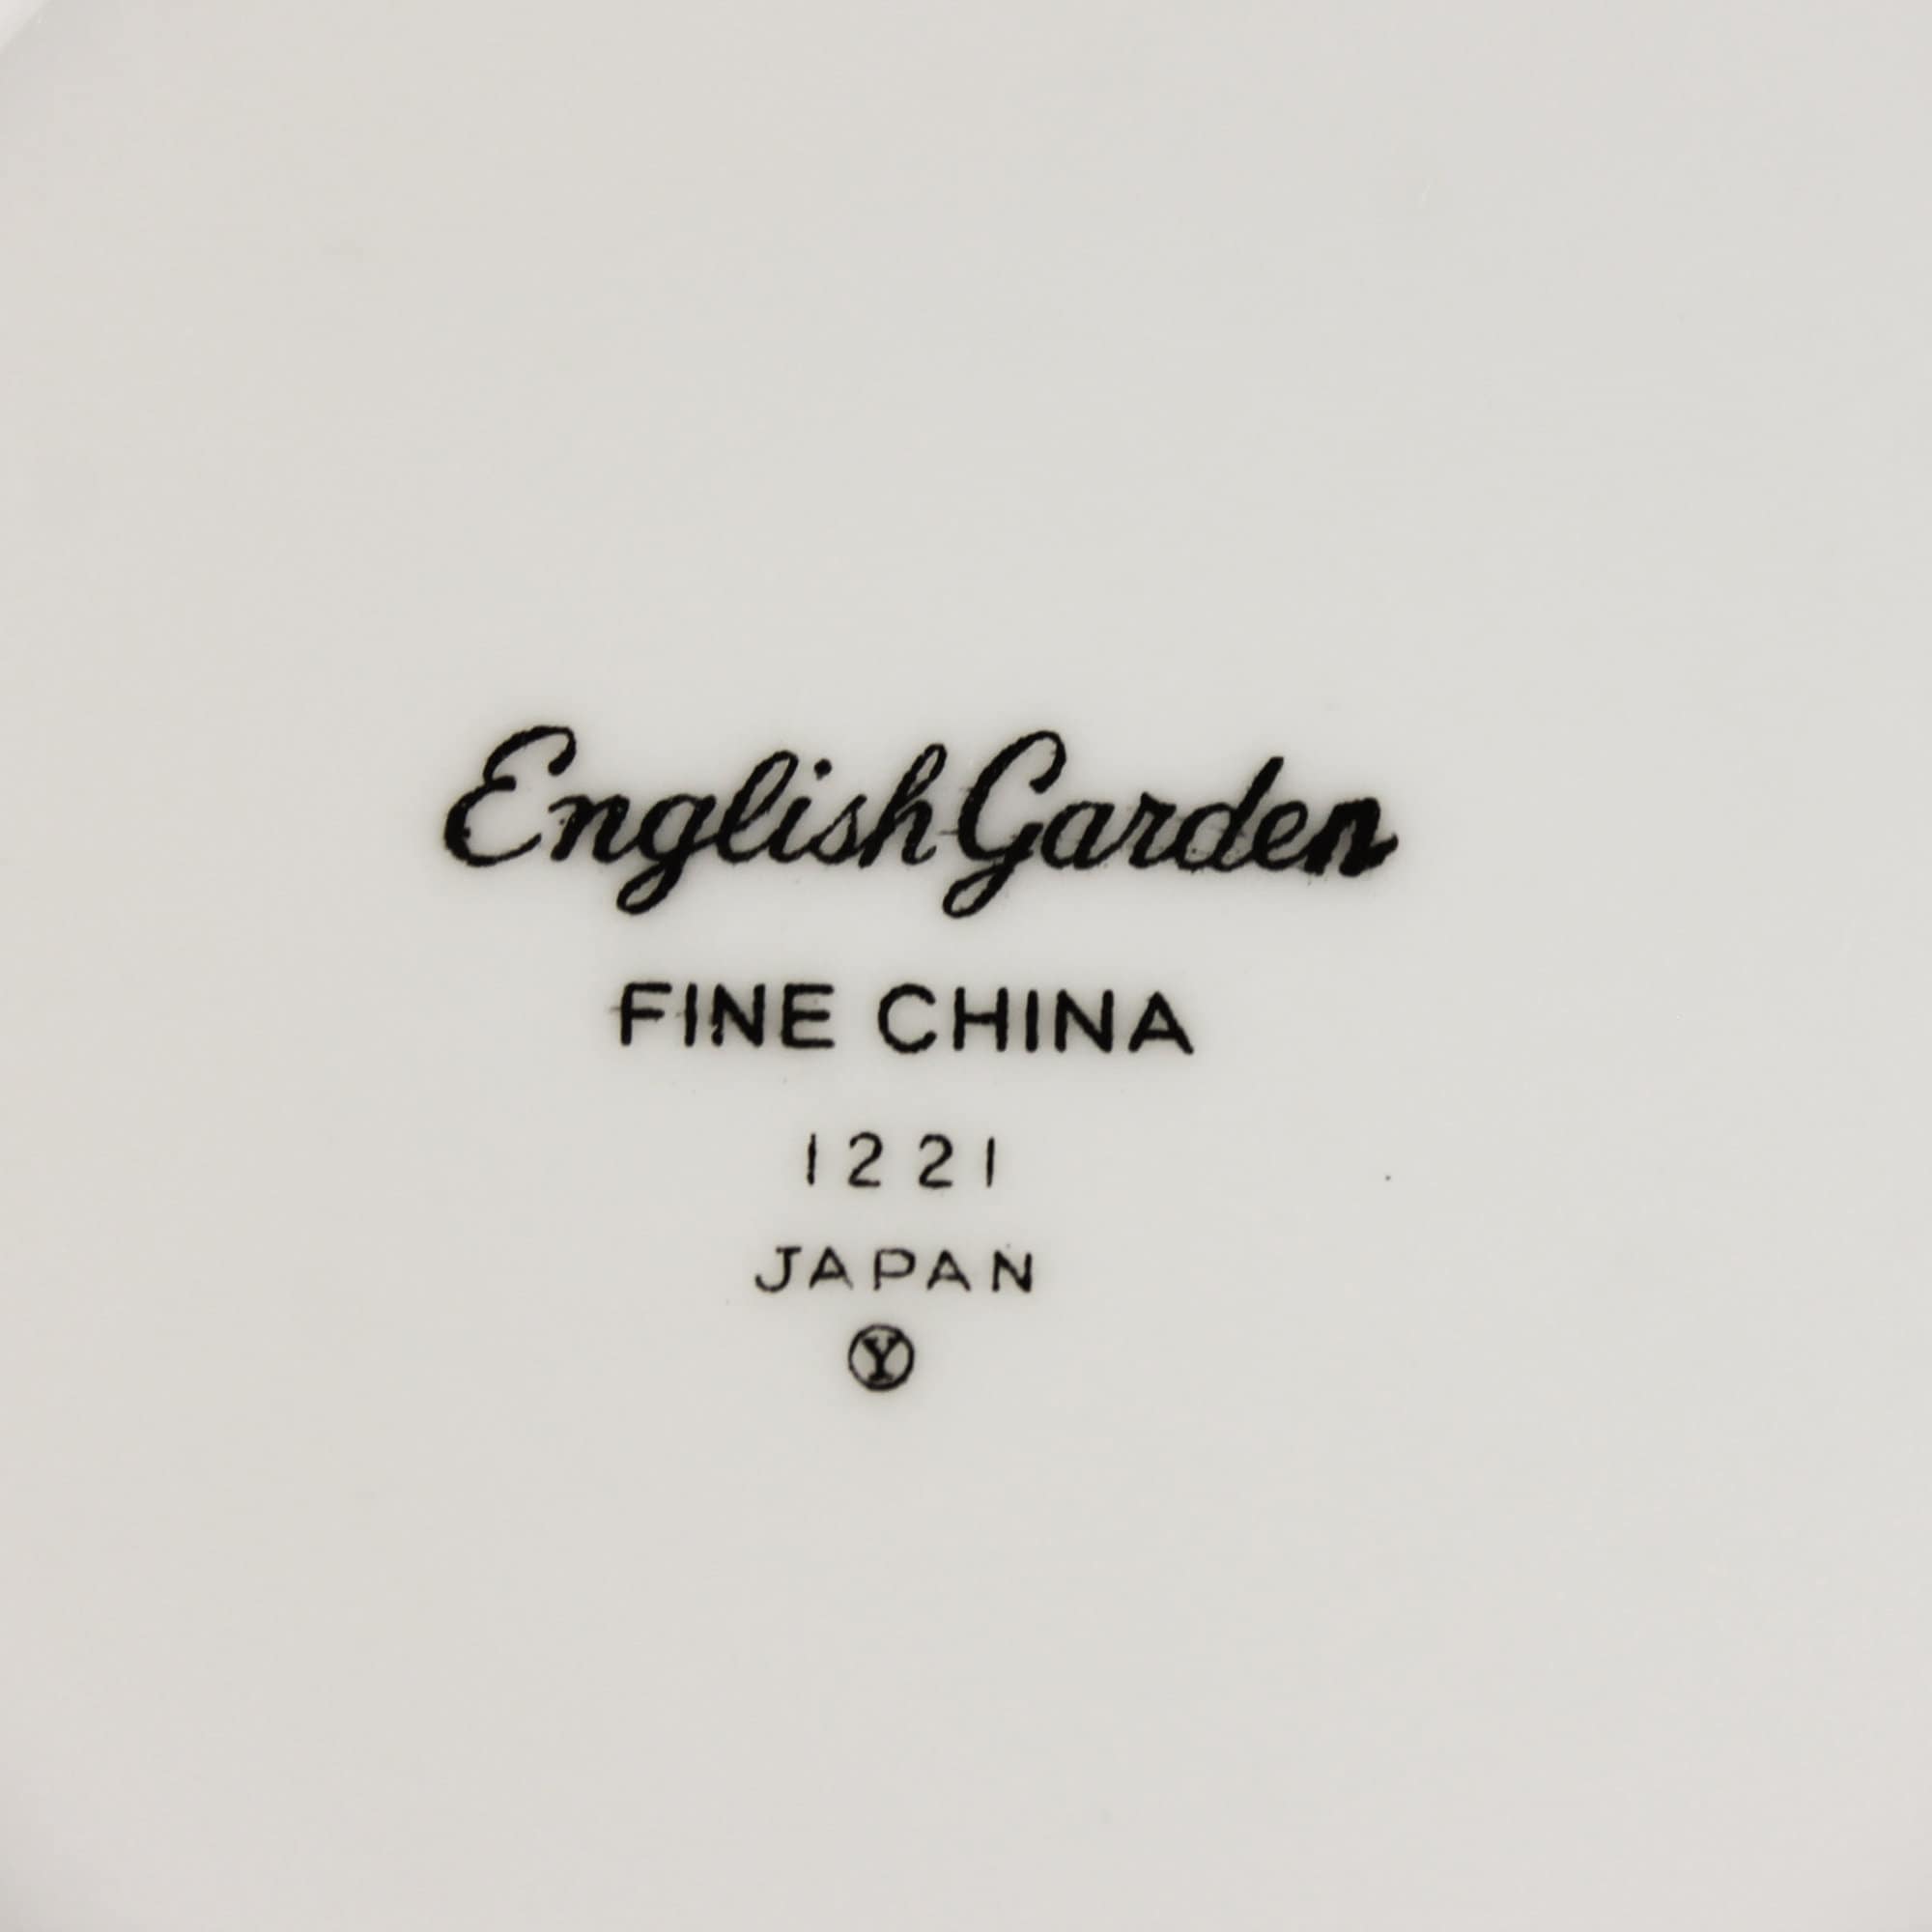 English Garden
FINE CHINA
1221
JAPAN
Y